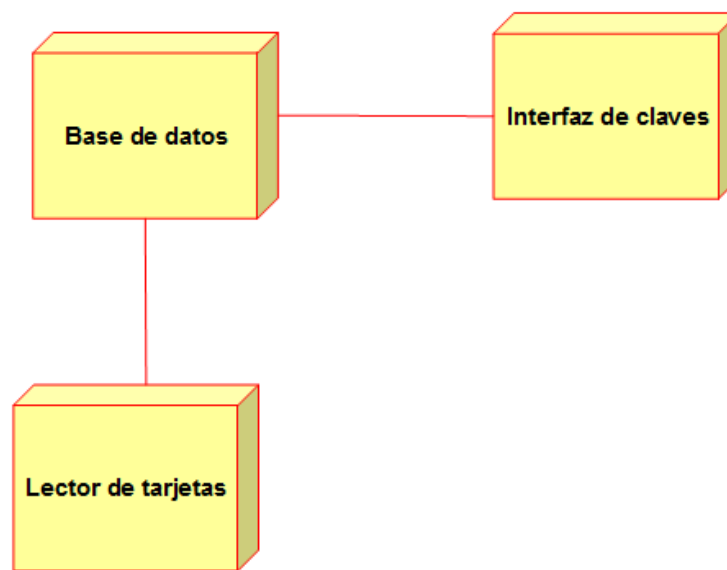 Base de datos
Interfaz de claves
Lector de tarjetas